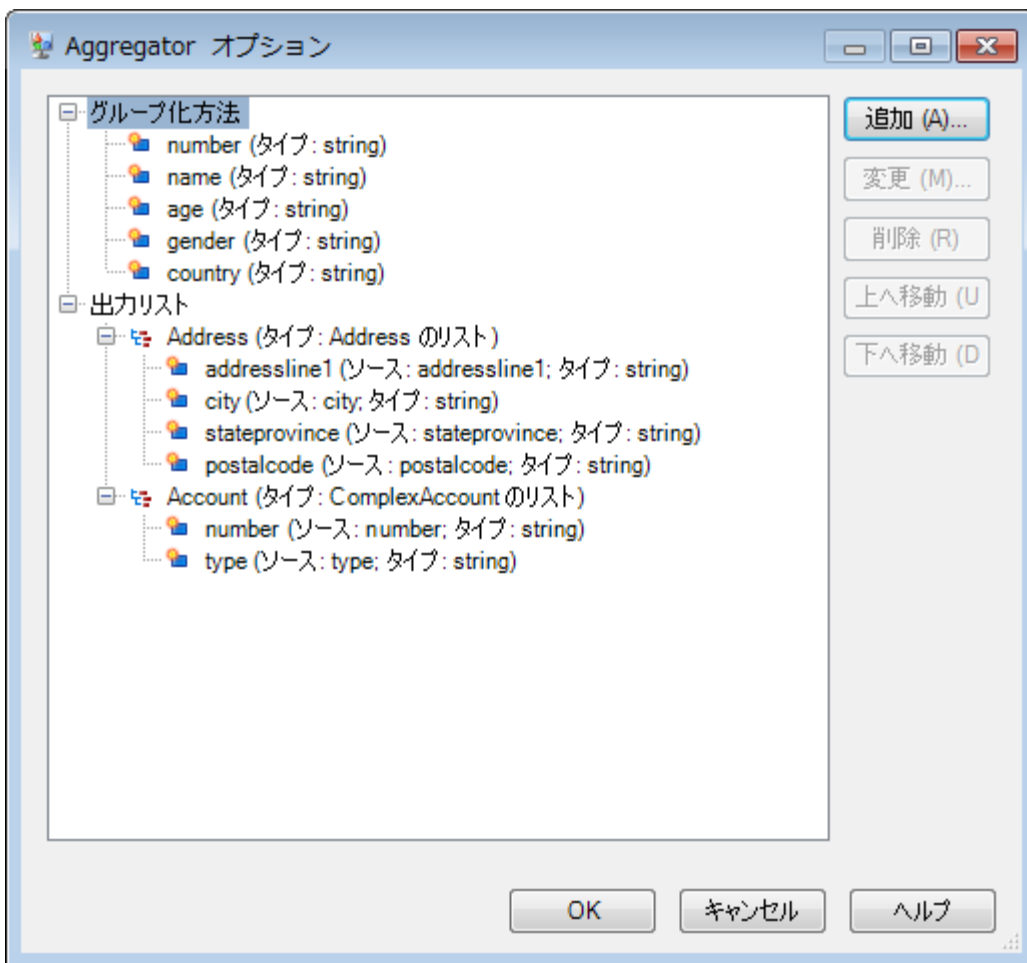 Aggregator オプション
グループ化方法
number (タイプ : string)
name (タイプ : string)
age (タイプ : string)
gender (タイプ : string)
country (タイプ : string)
出力リスト
Address (タイプ : Address のリスト)
addressline1 (ソース : addressline1; タイプ : string)
city (ソース : city; タイプ : string)
stateprovince (ソース : stateprovince; タイプ : string)
postalcode (ソース : postalcode; タイプ : string)
Account (タイプ : ComplexAccount のリスト)
number (ソース : number; タイプ : string)
type (ソース : type; タイプ : string)
追加 (A)...
変更 (M)...
削除 (R)
上へ移動 (U
下へ移動 (D
OK
キャンセル
ヘルプ